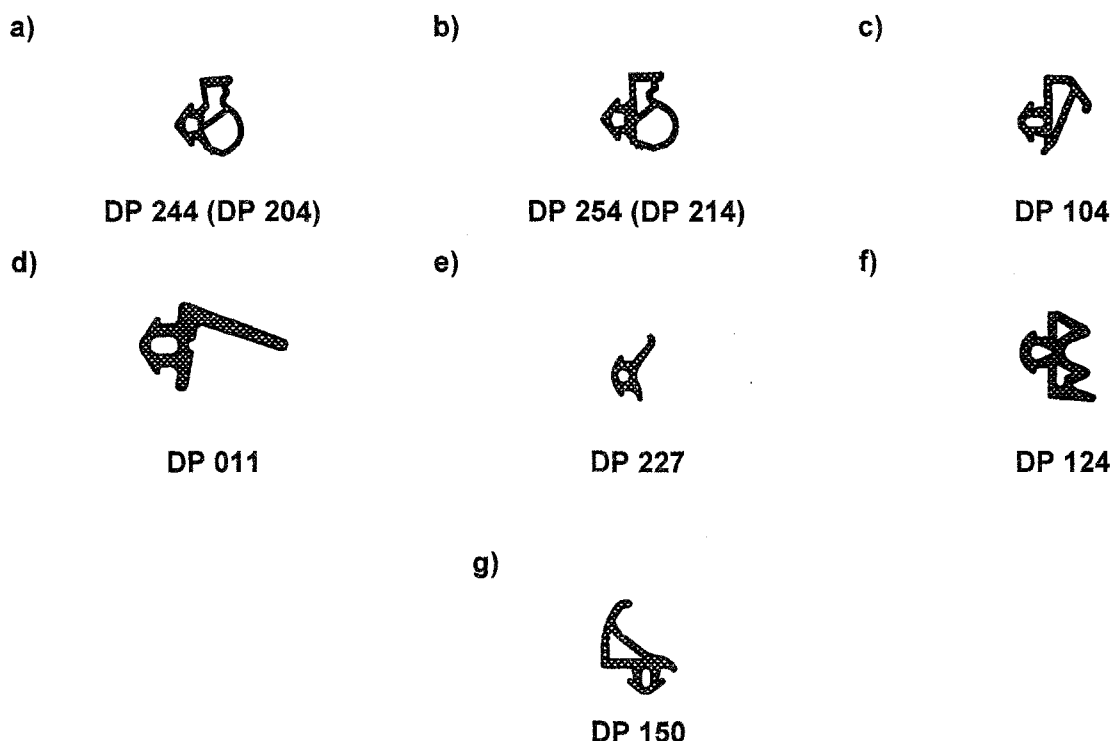 a)
b)
c)
DP 244 (DP 204)
DP 254 (DP 214)
DP 104
d)
e)
f)
DP 011
DP 227
DP 124
g)
DP 150